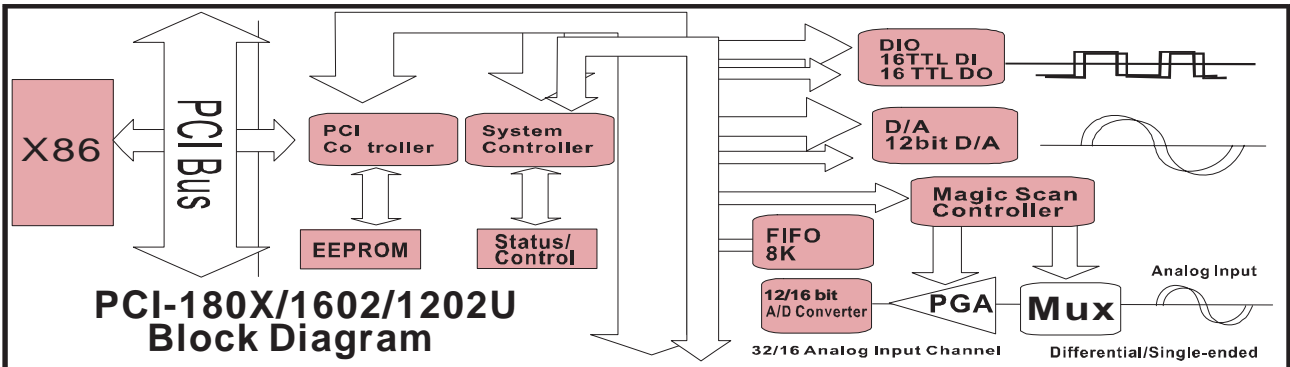 X86
PCI Bus
PCI
Co troller
System
Controller
EEPROM
Status/
Control
DIO
16TTL DI
16 TTL DO
D/A
12bit D/A
Magic Scan
Controller
FIFO
8K
12/16 bit
A/D Converter
PGA
Mux
Analog Input
32/16 Analog Input Channel
Differential/Single-ended
PCI-180X/1602/1202U
Block Diagram